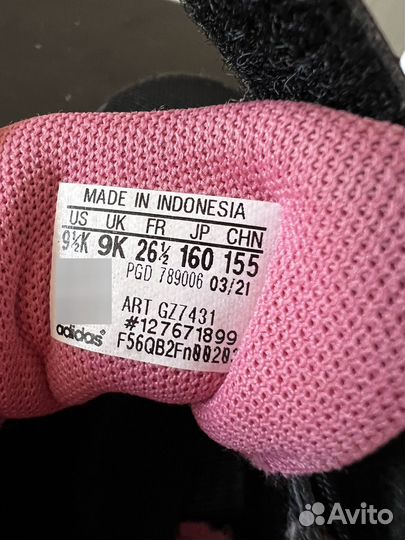 MADE IN INDONESIA
US UK FR JP CHN
9½K 9K 26½ 160 155
PGD 789006 03/21
ART GZ7431
#127671899
adidas
Avito